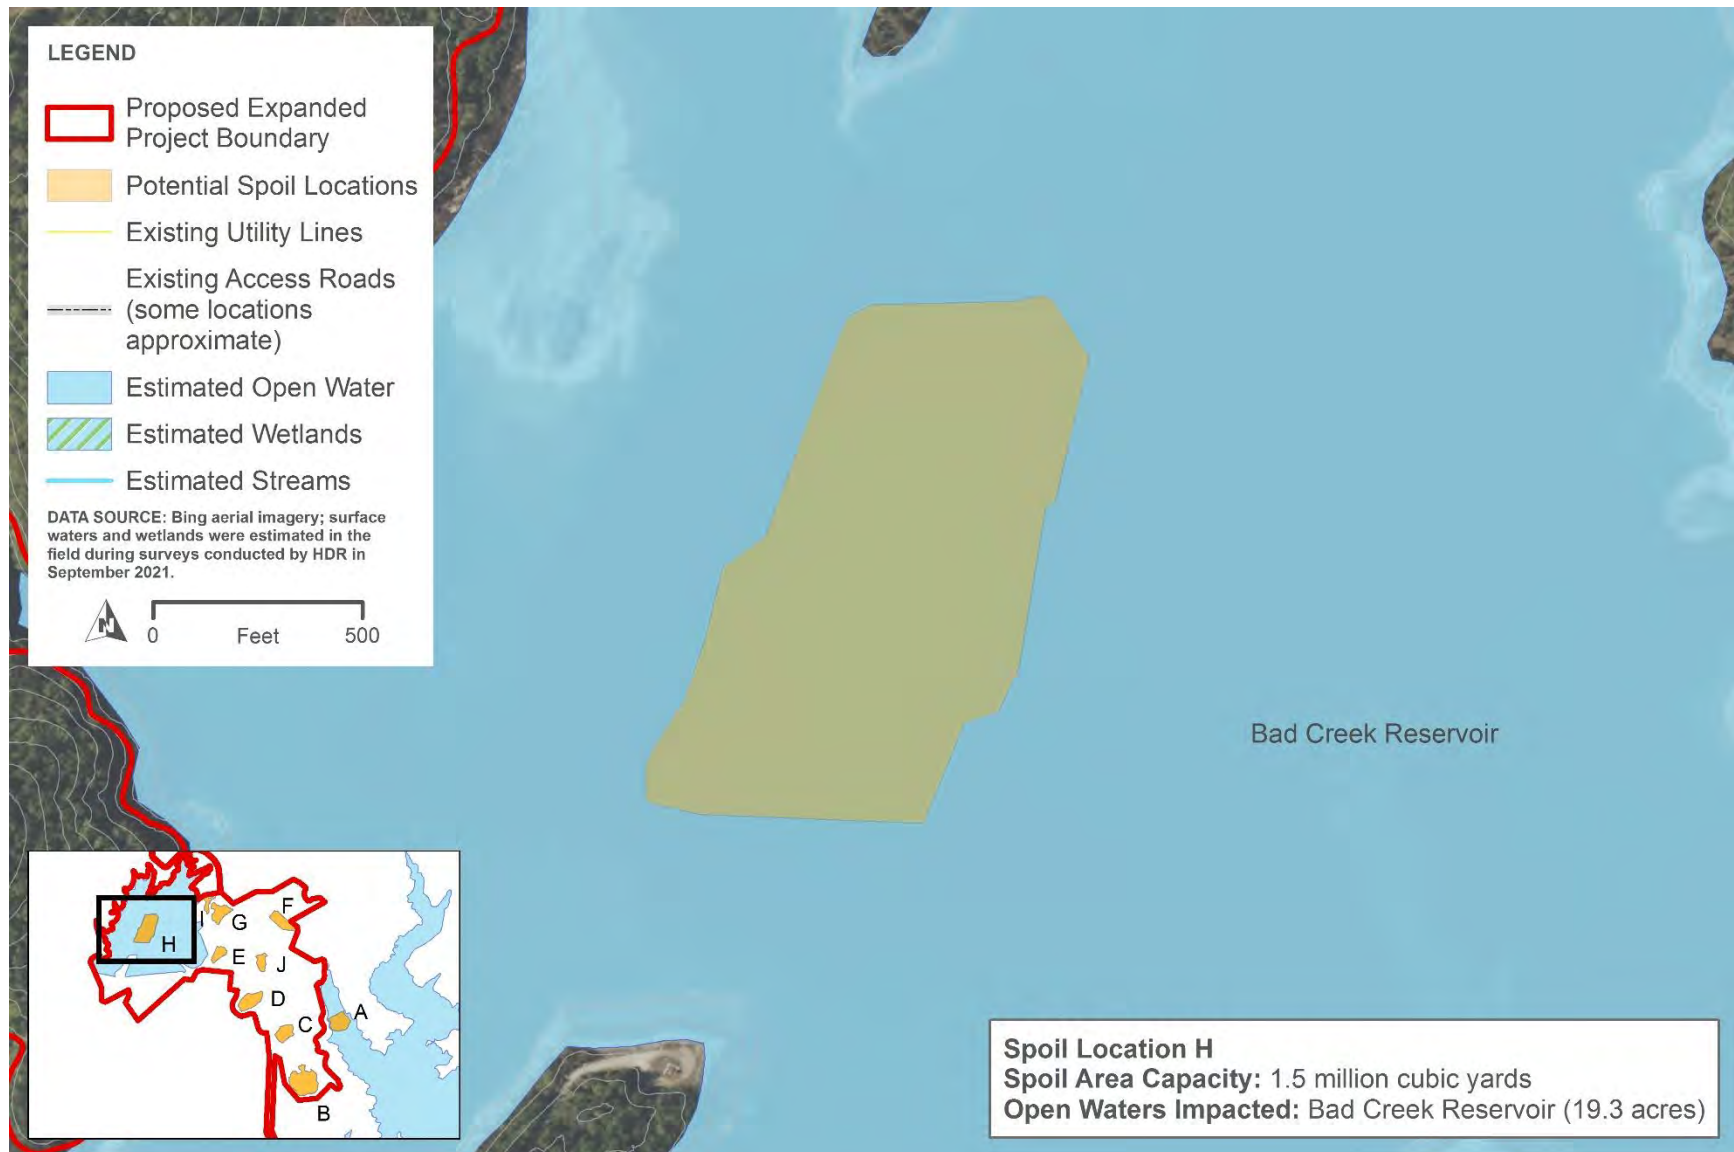 LEGEND
Proposed Expanded
Project Boundary
Potential Spoil Locations
Existing Utility Lines
Existing Access Roads
(some locations
approximate)
Estimated Open Water
Estimated Wetlands
Estimated Streams
DATA SOURCE: Bing aerial imagery; surface
waters and wetlands were estimated in the
field during surveys conducted by HDR in
September 2021.
N
0 Feet 500
Bad Creek Reservoir
F
I
G
H
E
J
D
A
C
B
Spoil Location H
Spoil Area Capacity: 1.5 million cubic yards
Open Waters Impacted: Bad Creek Reservoir (19.3 acres)